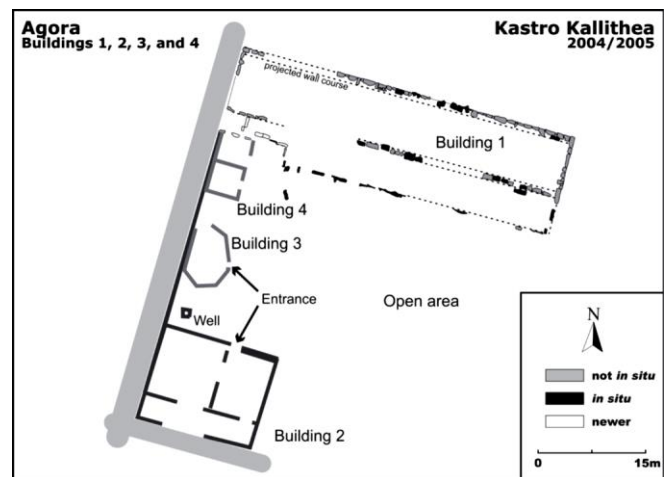 Agora
Buildings 1, 2, 3, and 4
Kastro Kallithea
2004/2005
projected wall course
Building 1
Building 4
Building 3
Entrance
Open area
Well
Building 2
N
not in situ
in situ
newer
0 15m